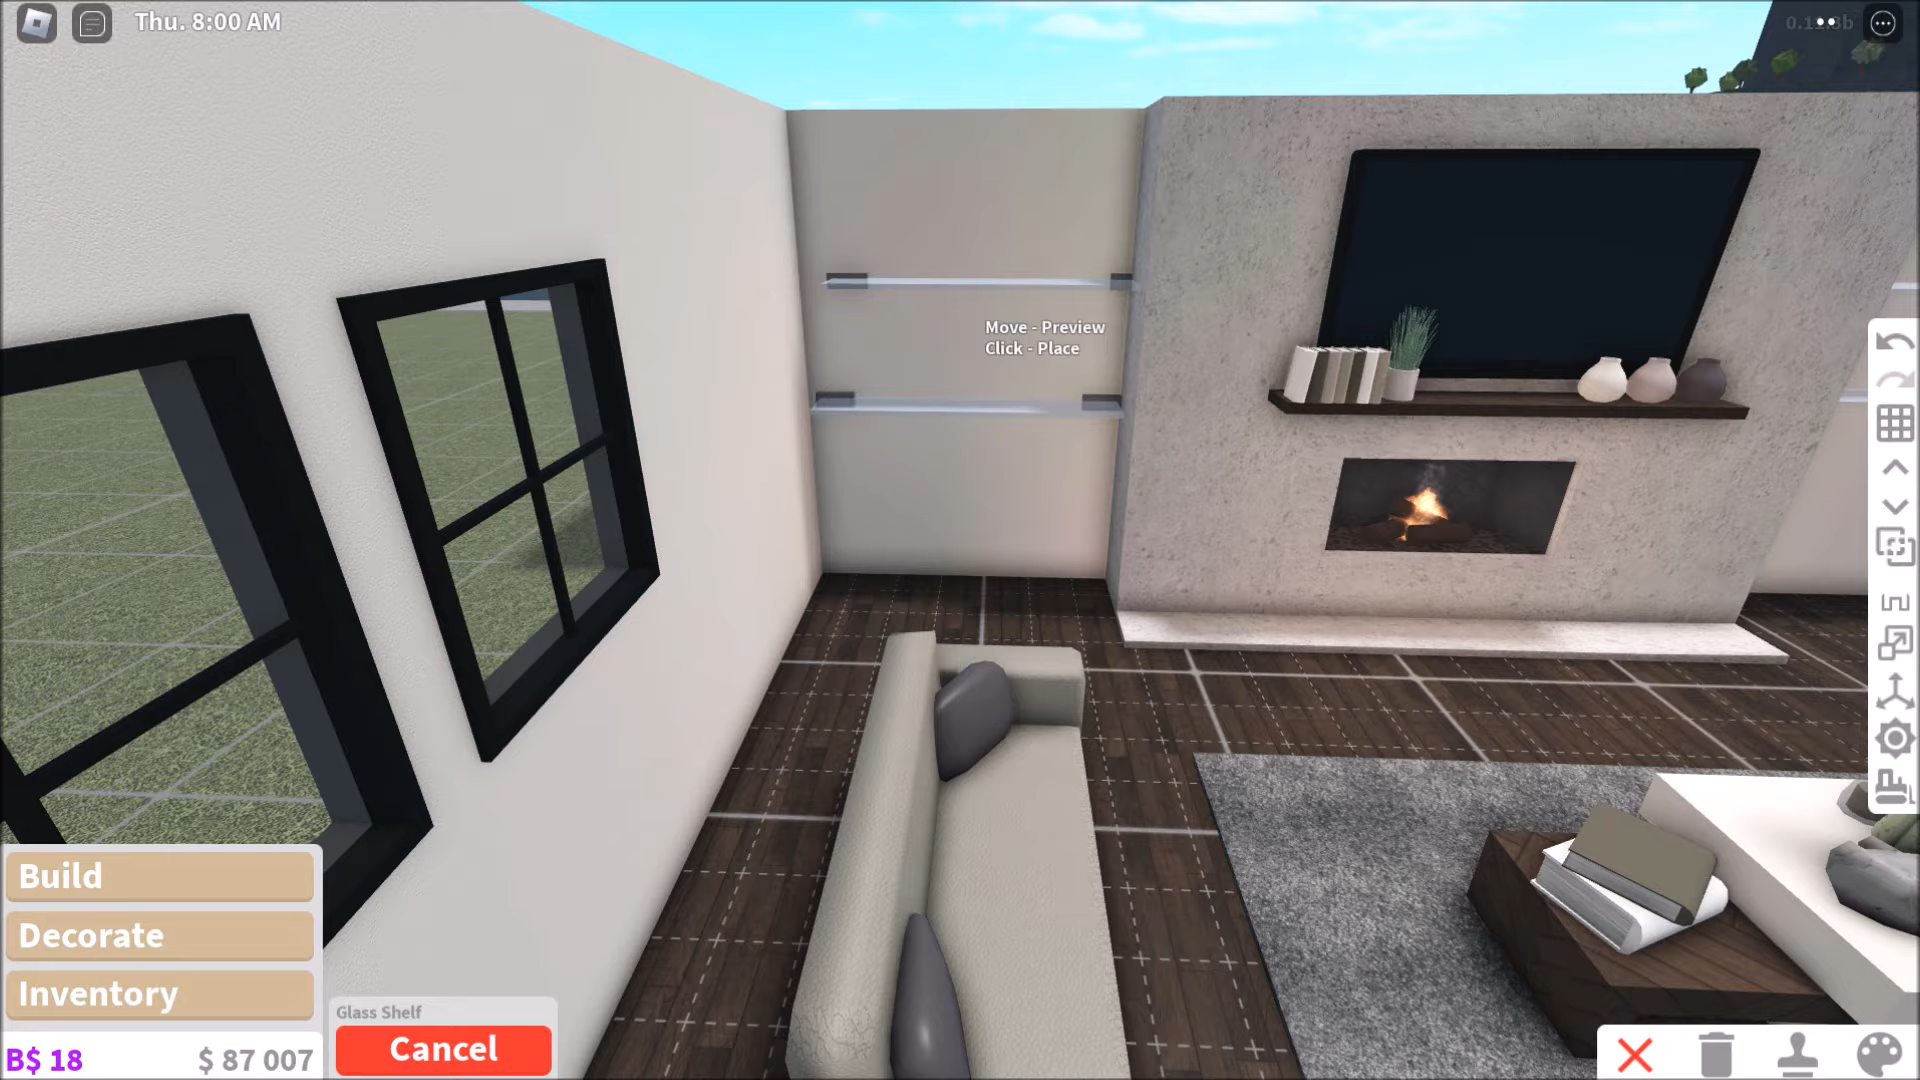 Thu. 8:00 AM
Move - Preview
Click - Place
Build
Decorate
Inventory
Glass Shelf
Cancel
B$ 18
$ 87 007